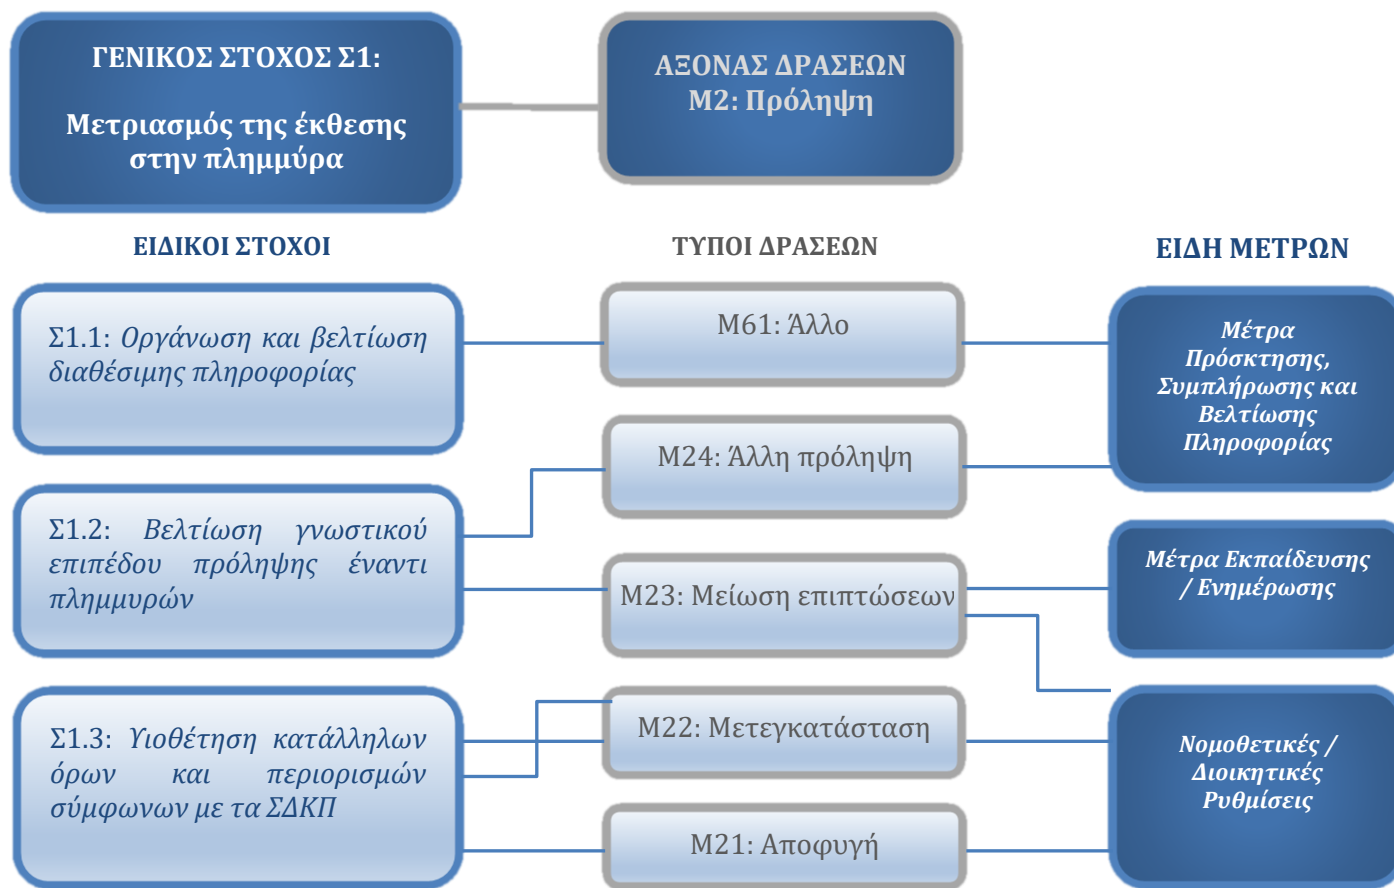 ΓΕΝΙΚΟΣ ΣΤΟΧΟΣ Σ1:
Μετριασμός της έκθεσης
στην πλημμύρα
ΑΞΟΝΑΣ ΔΡΑΣΕΩΝ
Μ2: Πρόληψη
ΕΙΔΙΚΟΙ ΣΤΟΧΟΙ
ΤΥΠΟΙ ΔΡΑΣΕΩΝ
ΕΙΔΗ ΜΕΤΡΩΝ
Σ1.1: Οργάνωση και βελτίωση
διαθέσιμης πληροφορίας
Μ61: Άλλο
Μέτρα
Πρόσκτησης,
Συμπλήρωσης και
Βελτίωσης
Πληροφορίας
Μ24: Άλλη πρόληψη
Σ1.2: Βελτίωση γνωστικού
επιπέδου πρόληψης έναντι
πλημμυρών
Μ23: Μείωση επιπτώσεων
Μέτρα Εκπαίδευσης
/ Ενημέρωσης
Σ1.3: Υιοθέτηση κατάλληλων
όρων και περιορισμών
σύμφωνων με τα ΣΔΚΠ
Μ22: Μετεγκατάσταση
Νομοθετικές /
Διοικητικές
Ρυθμίσεις
Μ21: Αποφυγή